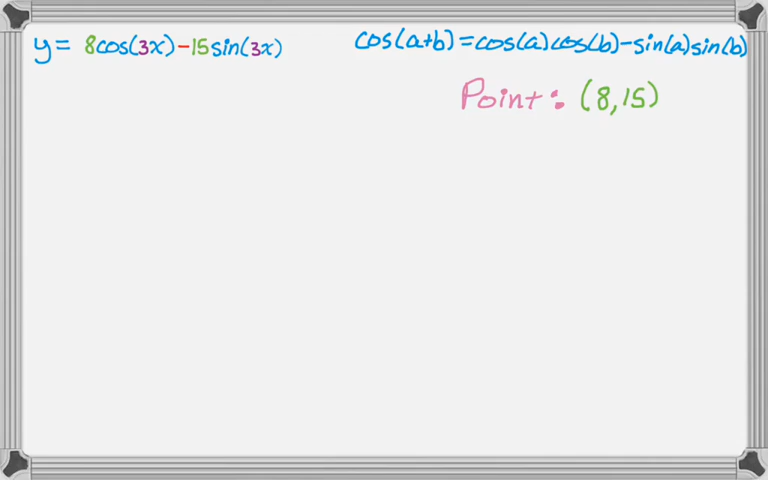 y = 8cos(3x) - 15sin(3x)
cos(a+b) = cos(a)cos(b) - sin(a)sin(b)
Point: (8,15)